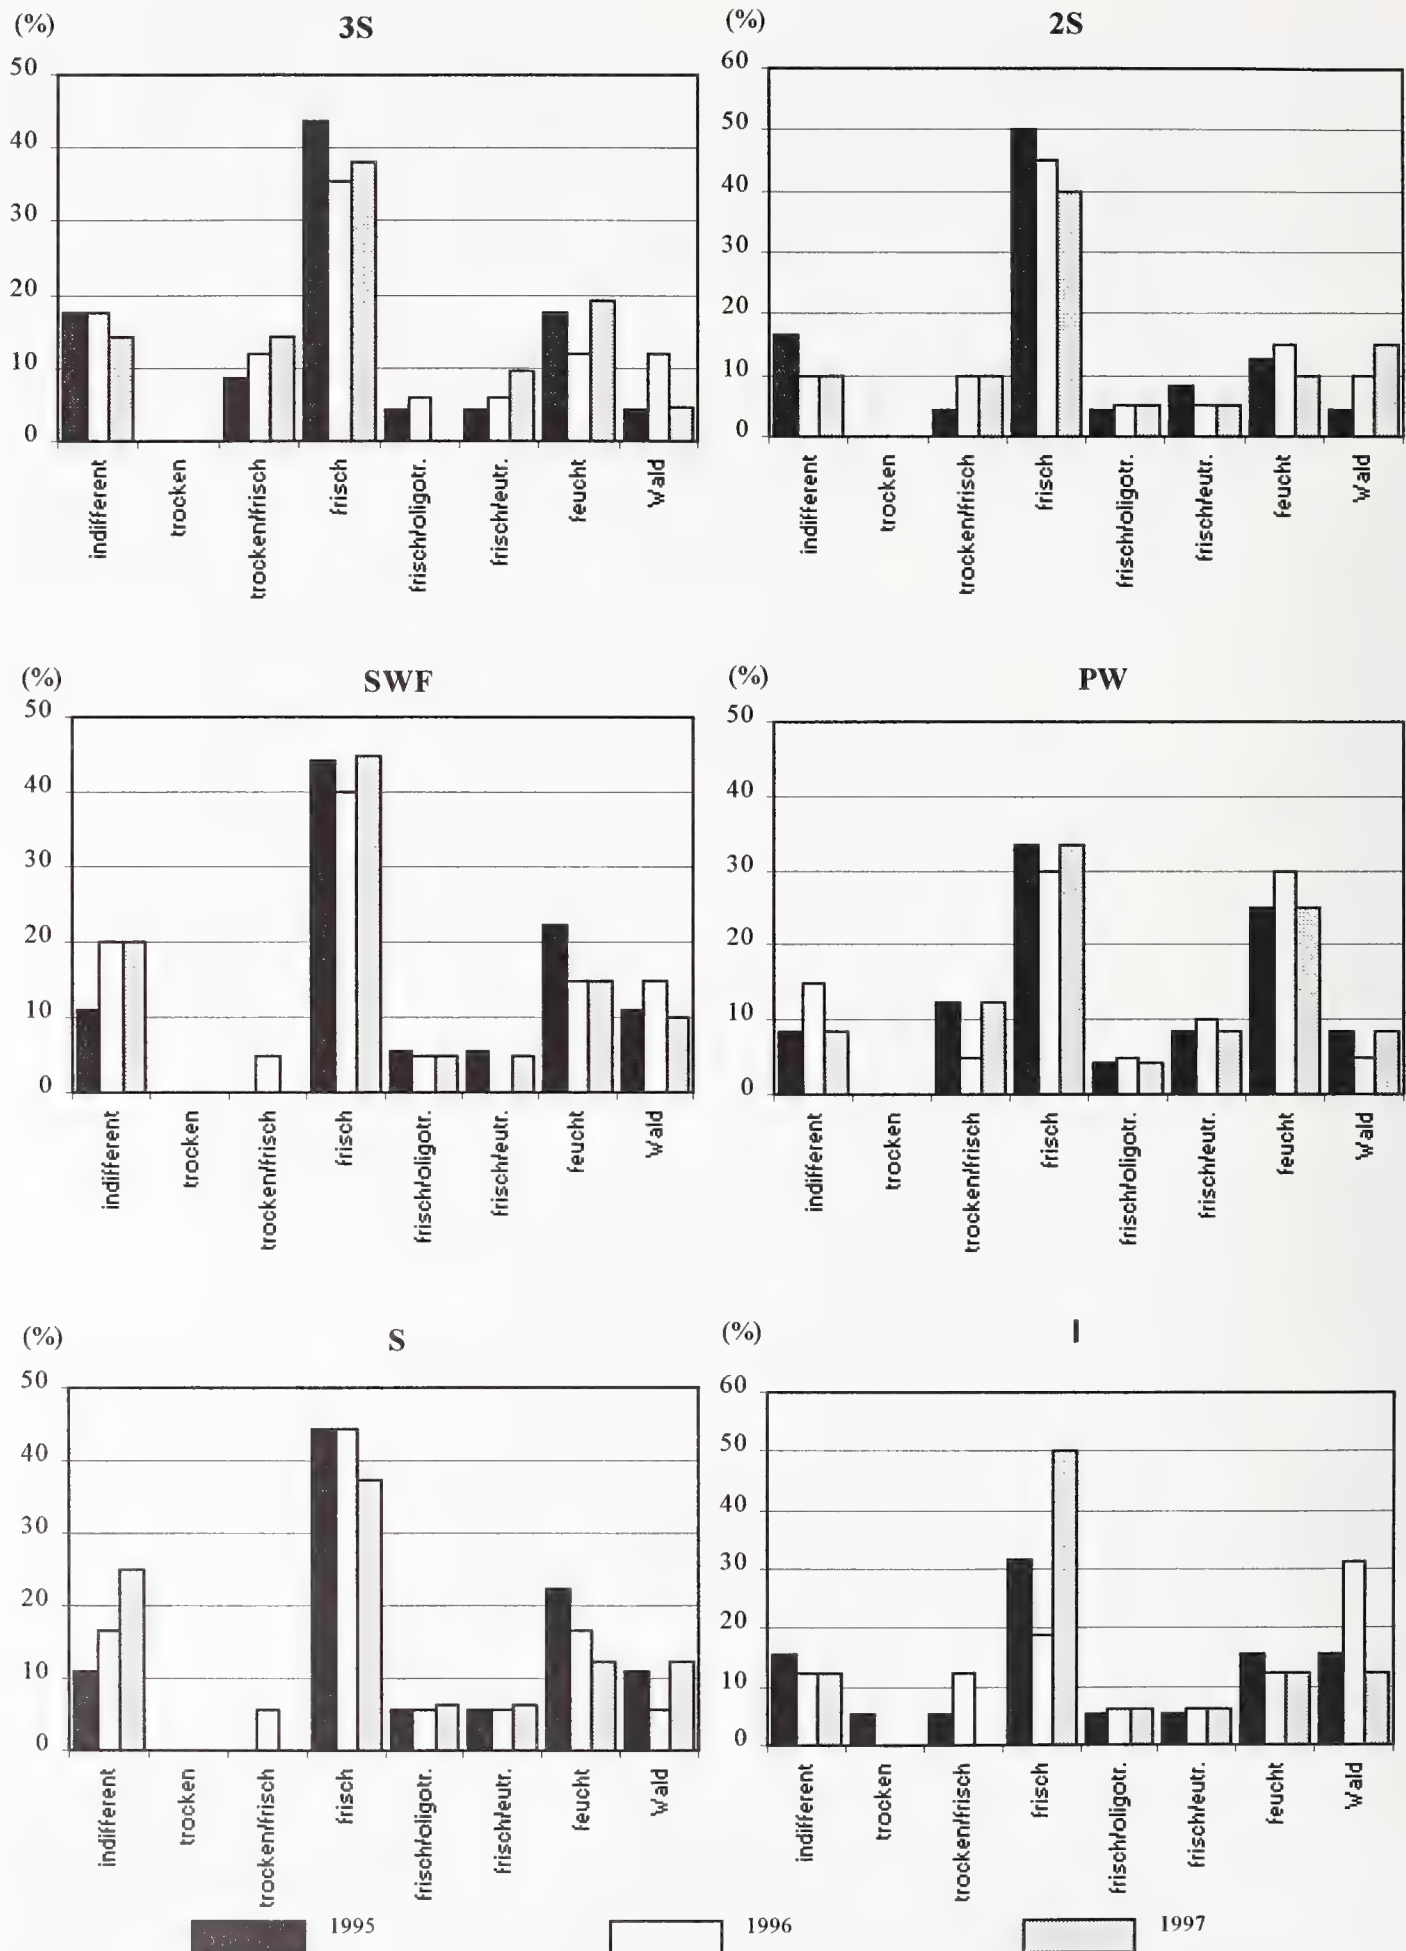 (%)
3S
50
40
30
20
10
0
indifferent
trocken
trocken/frisch
frisch
frisch/oligotr.
frisch/eutr.
feucht
Wald
(%)
2S
60
50
40
30
20
10
0
indifferent
trocken
trocken/frisch
frisch
frisch/oligotr.
frisch/eutr.
feucht
Wald
(%)
SWF
50
40
30
20
10
0
indifferent
trocken
trocken/frisch
frisch
frisch/oligotr.
frisch/eutr.
feucht
Wald
(%)
PW
50
40
30
20
10
0
indifferent
trocken
trocken/frisch
frisch
frisch/oligotr.
frisch/eutr.
feucht
Wald
(%)
S
50
40
30
20
10
0
indifferent
trocken
trocken/frisch
frisch
frisch/oligotr.
frisch/eutr.
feucht
Wald
(%)
I
60
50
40
30
20
10
0
indifferent
trocken
trocken/frisch
frisch
frisch/oligotr.
frisch/eutr.
feucht
Wald
1995
1996
1997